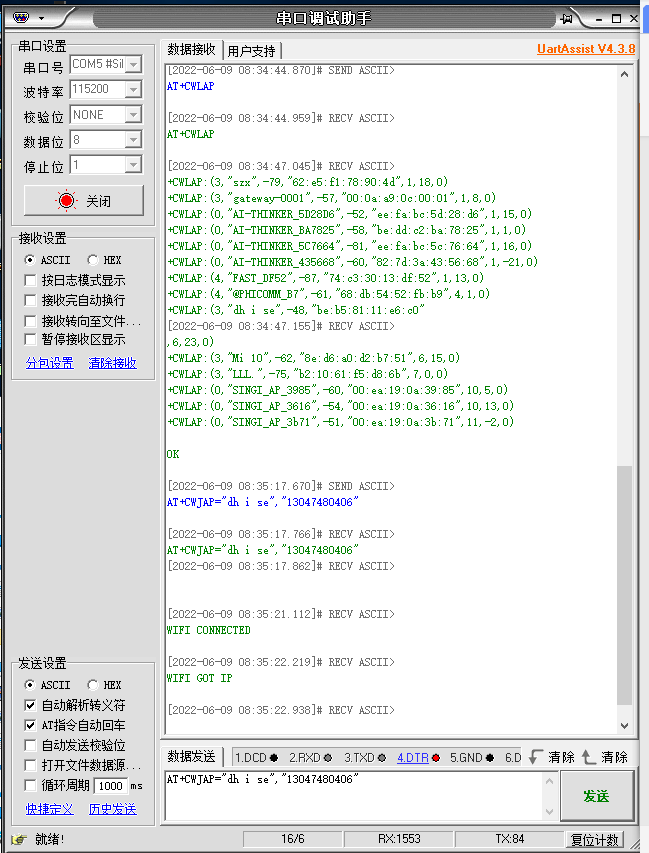 串口调试助手
串口设置
串口号 COM5 #Sil
波特率 115200
校验位 NONE
数据位 8
停止位 1
关闭
接收设置
ASCII HEX
按日志模式显示
接收完自动换行
接收转向至文件...
暂停接收区显示
分包设置 清除接收
数据接收 用户支持 UartAssist V4.3.8
[2022-06-09 08:34:44.870]# SEND ASCII>
AT+CWLAP
[2022-06-09 08:34:44.959]# RECV ASCII>
AT+CWLAP
[2022-06-09 08:34:47.045]# RECV ASCII>
+CWLAP:(3,"szx",-79,"62:e5:f1:78:90:4d",1,18,0)
+CWLAP:(3,"gateway-0001",-57,"00:0a:a9:0c:00:01",1,8,0)
+CWLAP:(0,"AI-THINKER_5D28D6",-52,"ee:fa:bc:5d:28:d6",1,15,0)
+CWLAP:(0,"AI-THINKER_BA7825",-58,"be:dd:c2:ba:78:25",1,1,0)
+CWLAP:(0,"AI-THINKER_5C7664",-81,"ee:fa:bc:5c:76:64",1,16,0)
+CWLAP:(0,"AI-THINKER_435668",-60,"82:7d:3a:43:56:68",1,-21,0)
+CWLAP:(4,"FAST_DF52",-87,"74:c3:30:13:df:52",1,13,0)
+CWLAP:(4,"@PHICOMM_B7",-61,"68:db:54:52:fb:b9",4,1,0)
+CWLAP:(3,"dh i se",-48,"be:b5:81:11:e6:c0"
[2022-06-09 08:34:47.155]# RECV ASCII>
,6,23,0)
+CWLAP:(3,"Mi 10",-62,"8e:d6:a0:d2:b7:51",6,15,0)
+CWLAP:(3,"LLL.",-75,"b2:10:61:f5:d8:6b",7,0,0)
+CWLAP:(0,"SINGI_AP_3985",-60,"00:ea:19:0a:39:85",10,5,0)
+CWLAP:(0,"SINGI_AP_3616",-54,"00:ea:19:0a:36:16",10,13,0)
+CWLAP:(0,"SINGI_AP_3b71",-51,"00:ea:19:0a:3b:71",11,-2,0)
OK
[2022-06-09 08:35:17.670]# SEND ASCII>
AT+CWJAP="dh i se","13047480406"
[2022-06-09 08:35:17.766]# RECV ASCII>
AT+CWJAP="dh i se","13047480406"
[2022-06-09 08:35:17.862]# RECV ASCII>
[2022-06-09 08:35:21.112]# RECV ASCII>
WIFI CONNECTED
[2022-06-09 08:35:22.219]# RECV ASCII>
WIFI GOT IP
[2022-06-09 08:35:22.938]# RECV ASCII>
发送设置
ASCII HEX
自动解析转义符
AT指令自动回车
自动发送校验位
打开文件数据源...
循环周期 1000 ms
快捷定义 历史发送
数据发送 1.DCD 2.RXD 3.TXD 4.DTR 5.GND 6.D 清除 清除
AT+CWJAP="dh i se","13047480406"
发送
就绪! 16/6 RX:1553 TX:84 复位计数